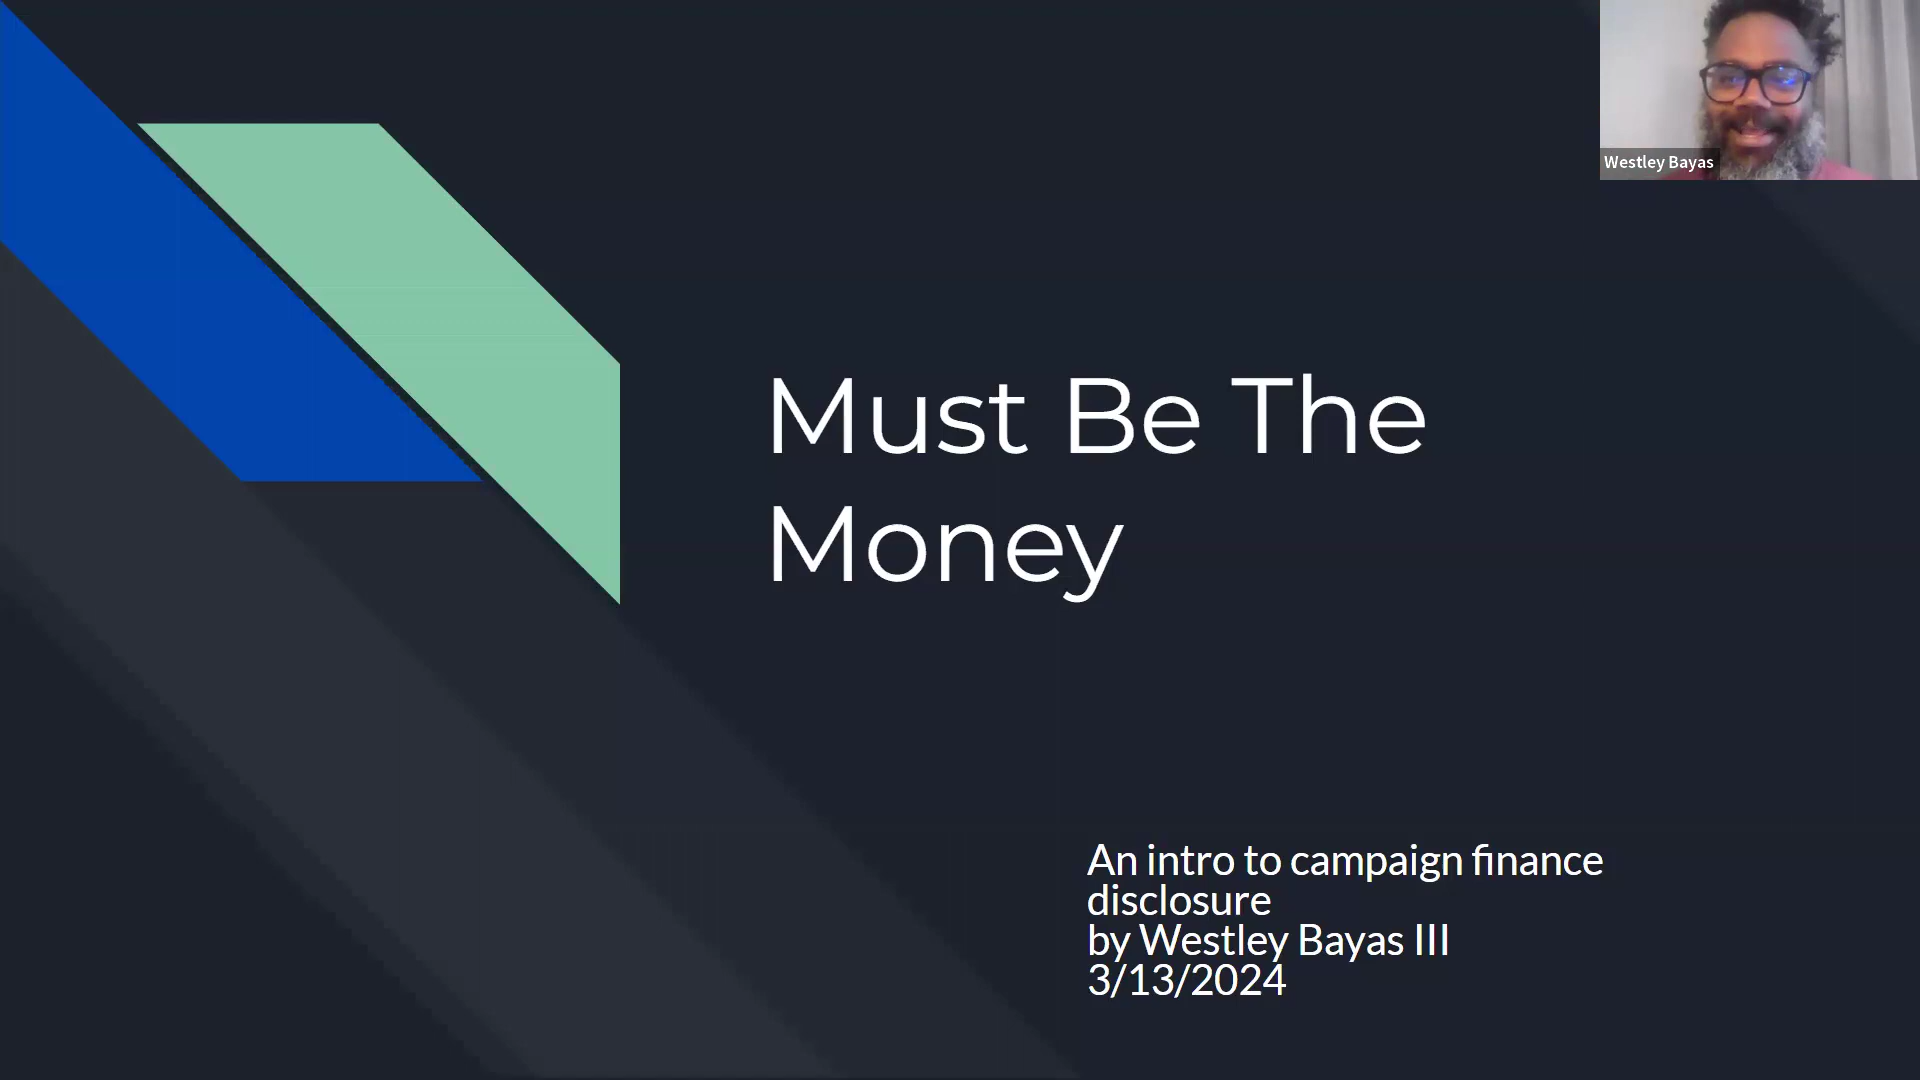 Westley Bayas
Must Be The
Money
An intro to campaign finance
disclosure
by Westley Bayas III
3/13/2024